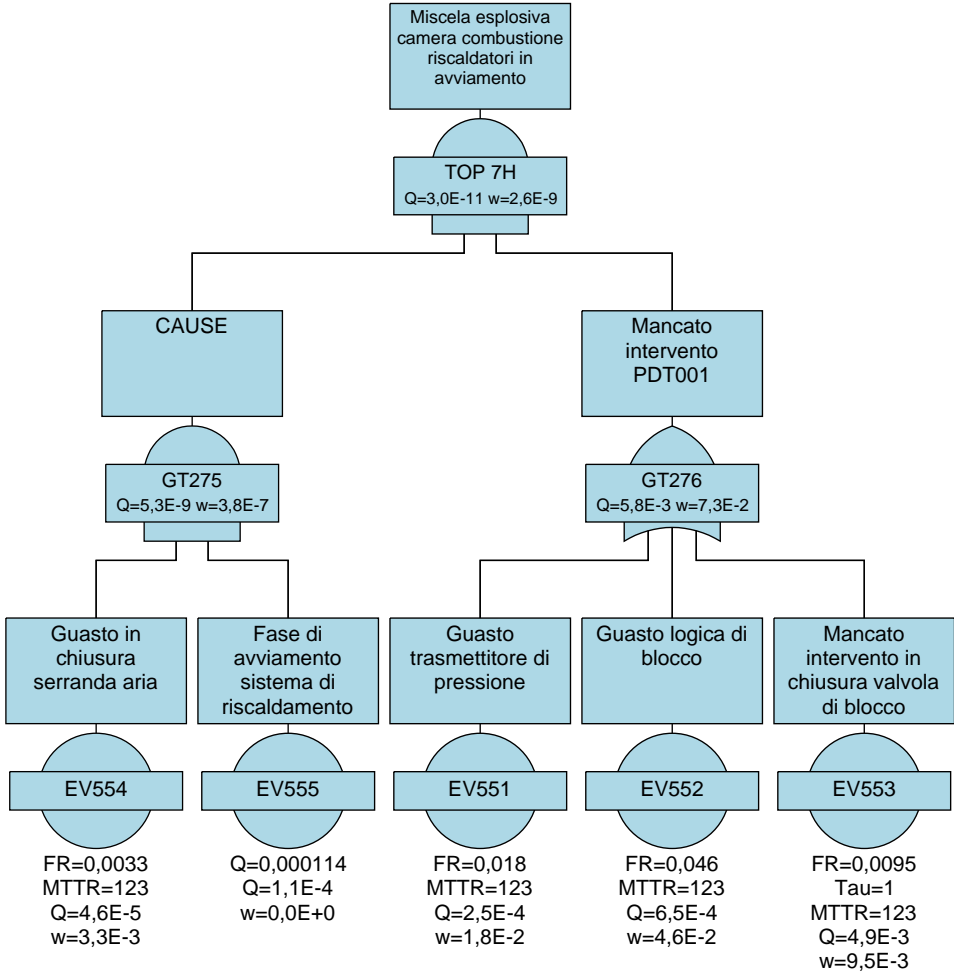 Miscela esplosiva
camera combustione
riscaldatori in
avviamento
TOP 7H
Q=3,0E-11 w=2,6E-9
CAUSE
Mancato
intervento
PDT001
GT275
Q=5,3E-9 w=3,8E-7
GT276
Q=5,8E-3 w=7,3E-2
Guasto in
chiusura
serranda aria
Fase di
avviamento
sistema di
riscaldamento
Guasto
trasmettitore di
pressione
Guasto logica di
blocco
Mancato
intervento in
chiusura valvola
di blocco
EV554
EV555
EV551
EV552
EV553
FR=0,0033
MTTR=123
Q=4,6E-5
w=3,3E-3
Q=0,000114
Q=1,1E-4
w=0,0E+0
FR=0,018
MTTR=123
Q=2,5E-4
w=1,8E-2
FR=0,046
MTTR=123
Q=6,5E-4
w=4,6E-2
FR=0,0095
Tau=1
MTTR=123
Q=4,9E-3
w=9,5E-3